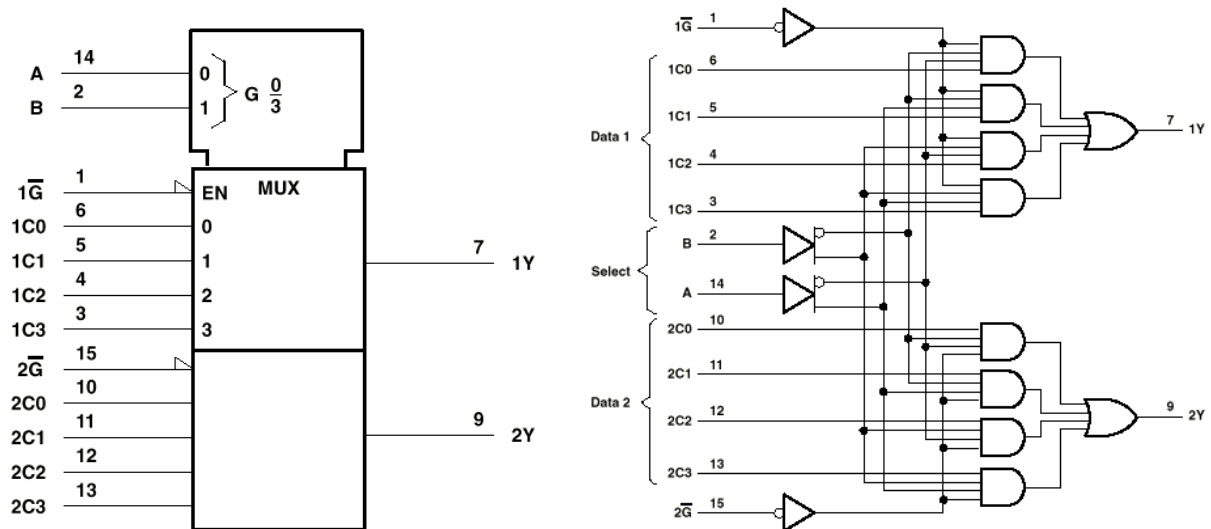 A 14
B 2
0
1
G 0/3
1G̅ 1
EN MUX
1C0 6
0
1C1 5
1
1C2 4
2
1C3 3
3
7 1Y
2G̅ 15
2C0 10
2C1 11
2C2 12
2C3 13
9 2Y
1G̅ 1
Data 1
1C0 6
1C1 5
1C2 4
1C3 3
7 1Y
Select
B 2
A 14
Data 2
2C0 10
2C1 11
2C2 12
2C3 13
9 2Y
2G̅ 15